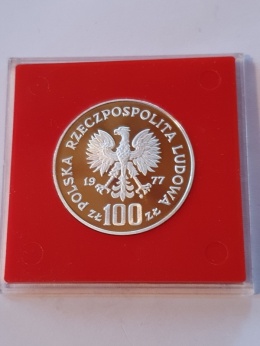 POLSKA RZECZPOSPOLITA LUDOWA
19 77
ZŁ 100 ZŁ